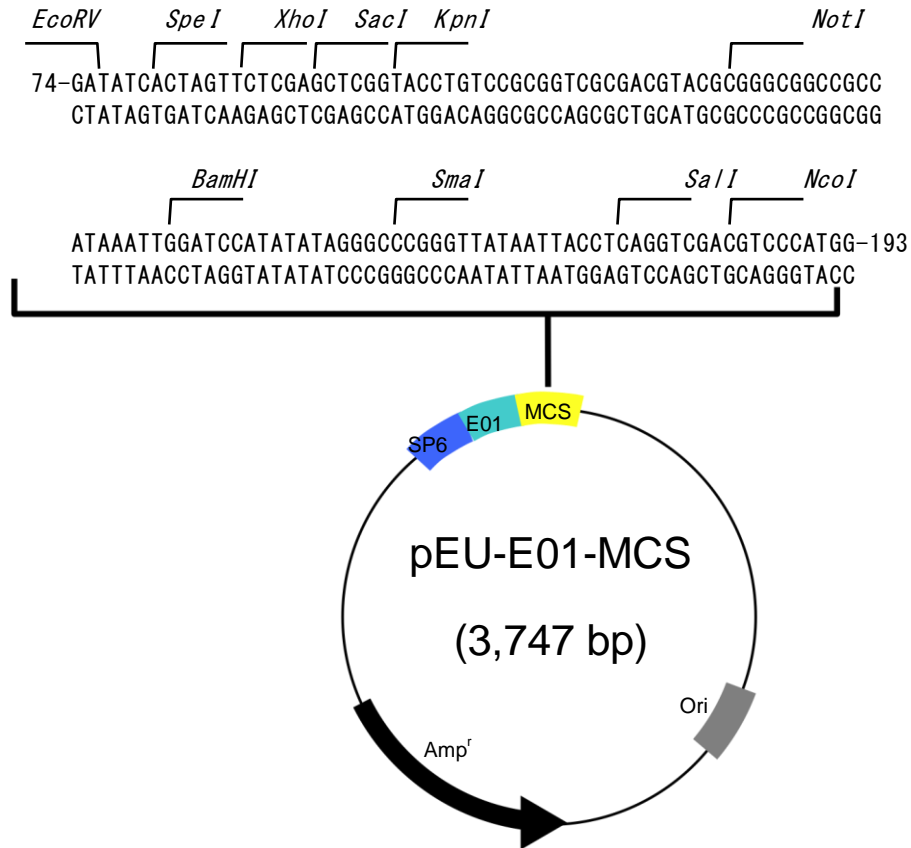 EcoRV SpeI XhoI SacI KpnI NotI
74-GATATCACTAGTTCTCGAGCTCGGTACCTGTCCGCGGTCGCGACGTACGCGGGCGGCCGCC
CTATAGTGATCAAGAGCTCGAGCCATGGACAGGCGCCAGCGCTGCATGCGCCCGCCGGCGG
BamHI SmaI SalI NcoI
ATAAATTGGATCCATATATAGGGCCCGGGTTATAATTACCTCAGGTCGACGTCCCATGG-193
TATTTAACCTAGGTATATATCCCGGGCCCAATATTAATGGAGTCCAGCTGCAGGGTACC
SP6 E01 MCS
pEU-E01-MCS
(3,747 bp)
Ori
Ampʳ